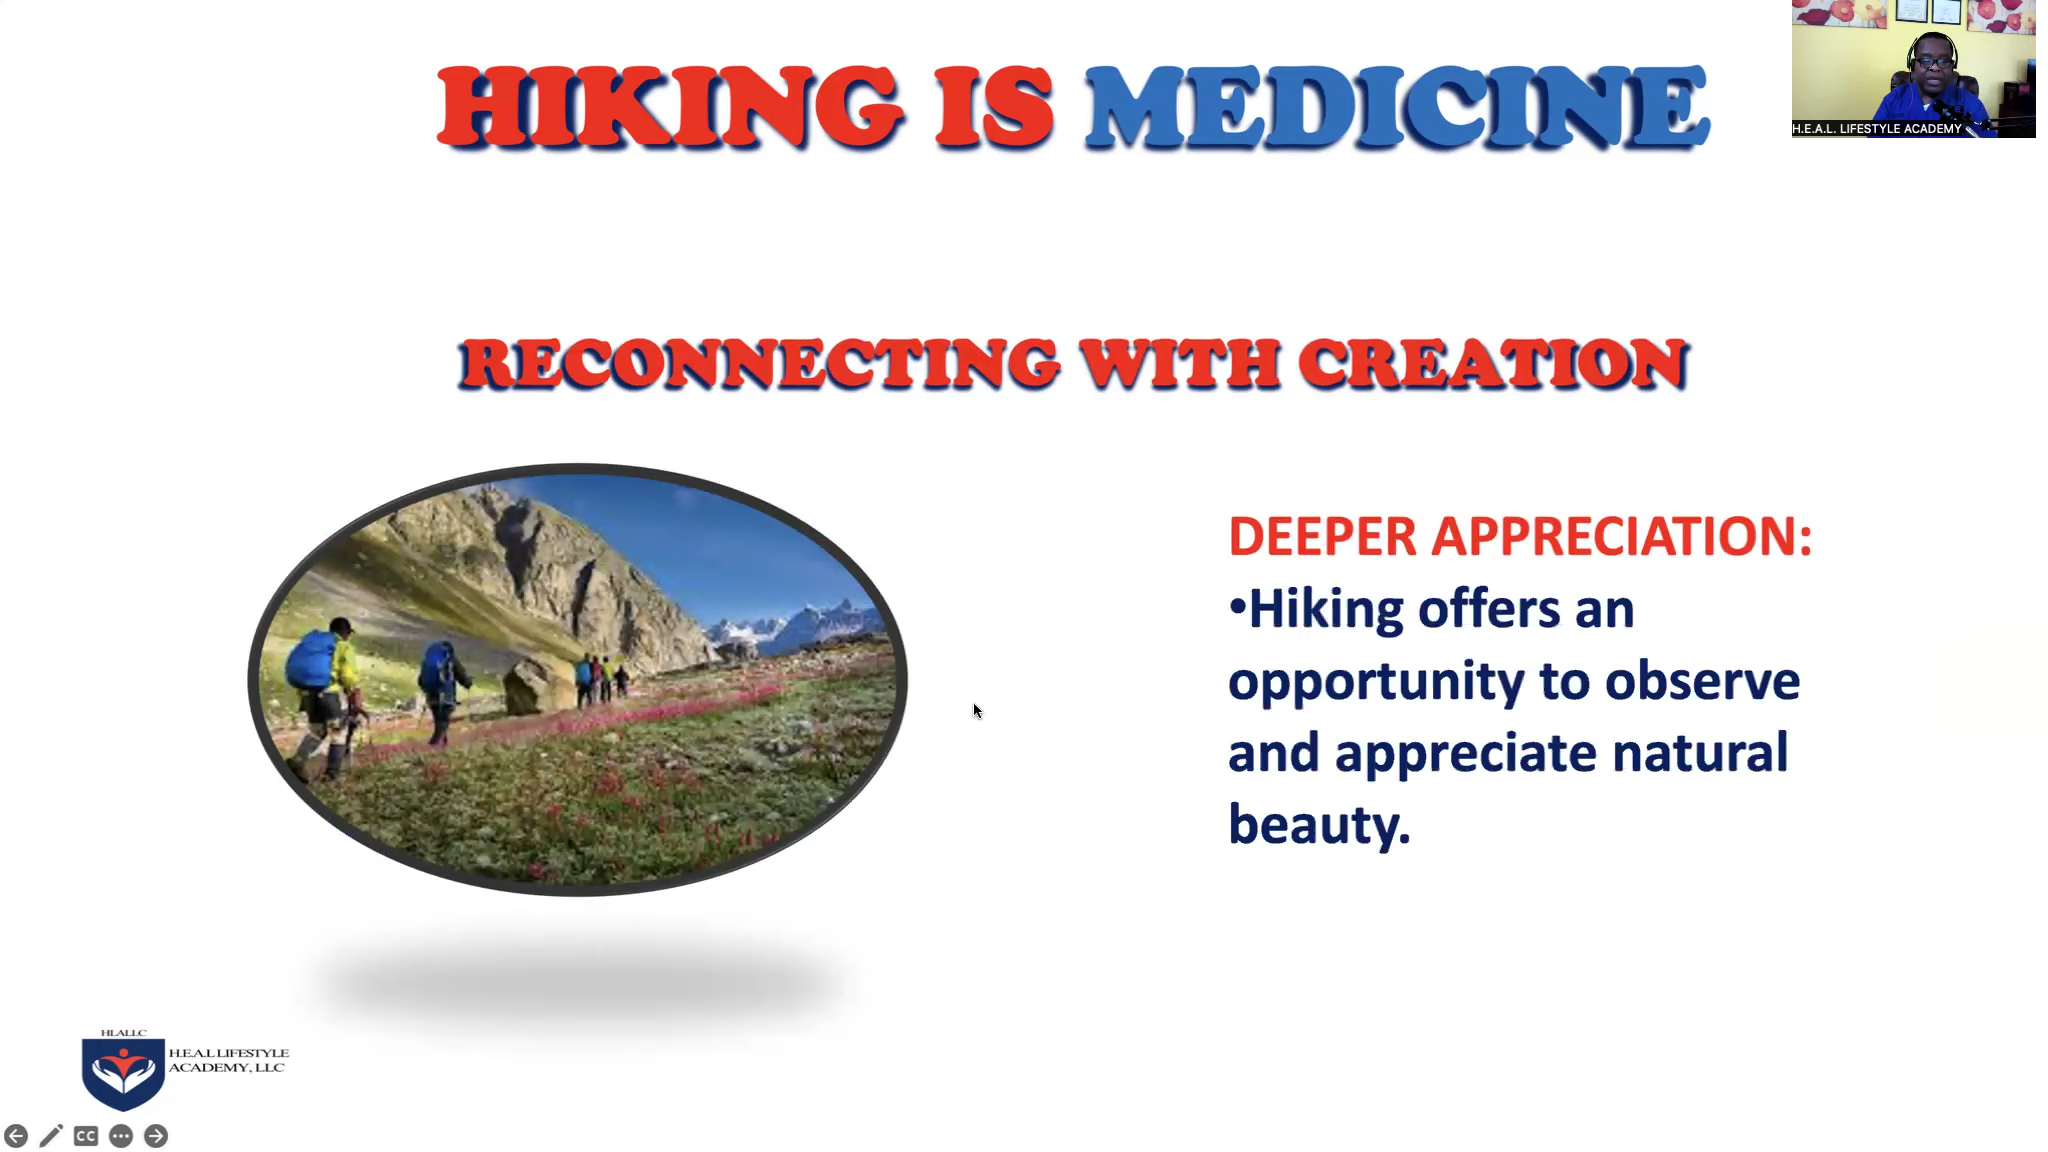 HIKING IS MEDICINE
H.E.A.L. LIFESTYLE ACADEMY
RECONNECTING WITH CREATION
DEEPER APPRECIATION:
•Hiking offers an
opportunity to observe
and appreciate natural
beauty.
HLALLC
H.E.A.L LIFESTYLE
ACADEMY, LLC
CC